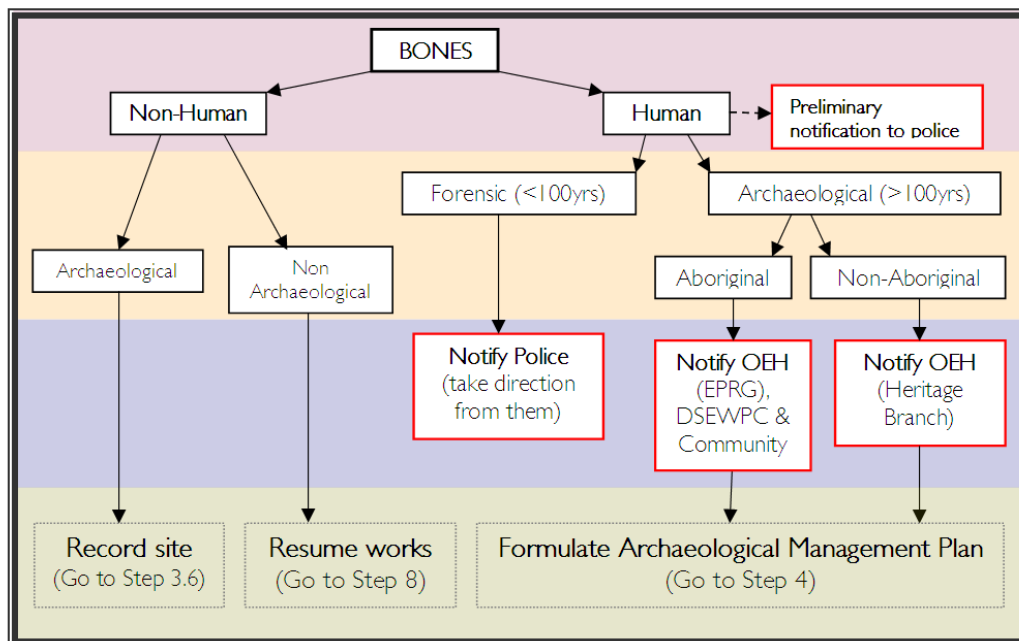 BONES
Non-Human
Human
Preliminary
notification to police
Forensic (<100yrs)
Archaeological (>100yrs)
Archaeological
Non
Archaeological
Aboriginal
Non-Aboriginal
Notify Police
(take direction
from them)
Notify OEH
(EPRG),
DSEWPC &
Community
Notify OEH
(Heritage
Branch)
Record site
(Go to Step 3.6)
Resume works
(Go to Step 8)
Formulate Archaeological Management Plan
(Go to Step 4)